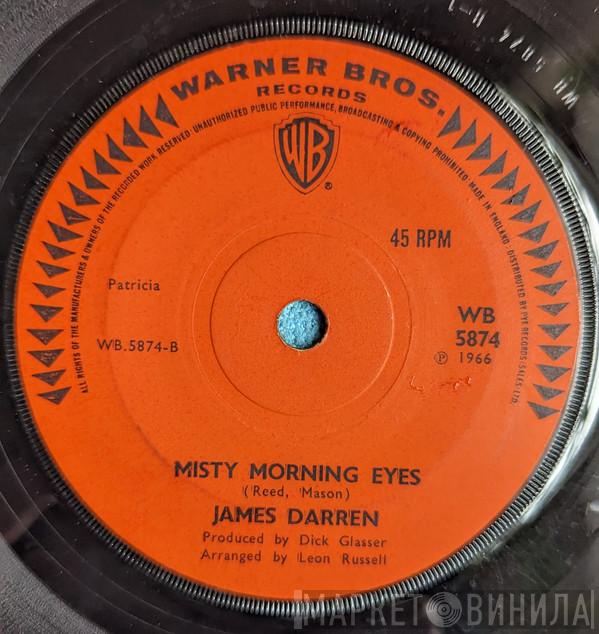 WARNER BROS.
RECORDS
ALL RIGHTS OF THE MANUFACTURERS & OWNERS OF THE RECORDED WORK RESERVED · UNAUTHORIZED PUBLIC PERFORMANCE, BROADCASTING & COPYING PROHIBITED · MADE IN ENGLAND · DISTRIBUTED BY PYE RECORDS (SALES) LTD.
WB
®
45 RPM
Patricia
WB
5874
WB.5874-B
℗ 1966
MISTY MORNING EYES
(Reed, Mason)
JAMES DARREN
Produced by Dick Glasser
Arranged by Leon Russell
МАРКЕТ ВИНИЛА